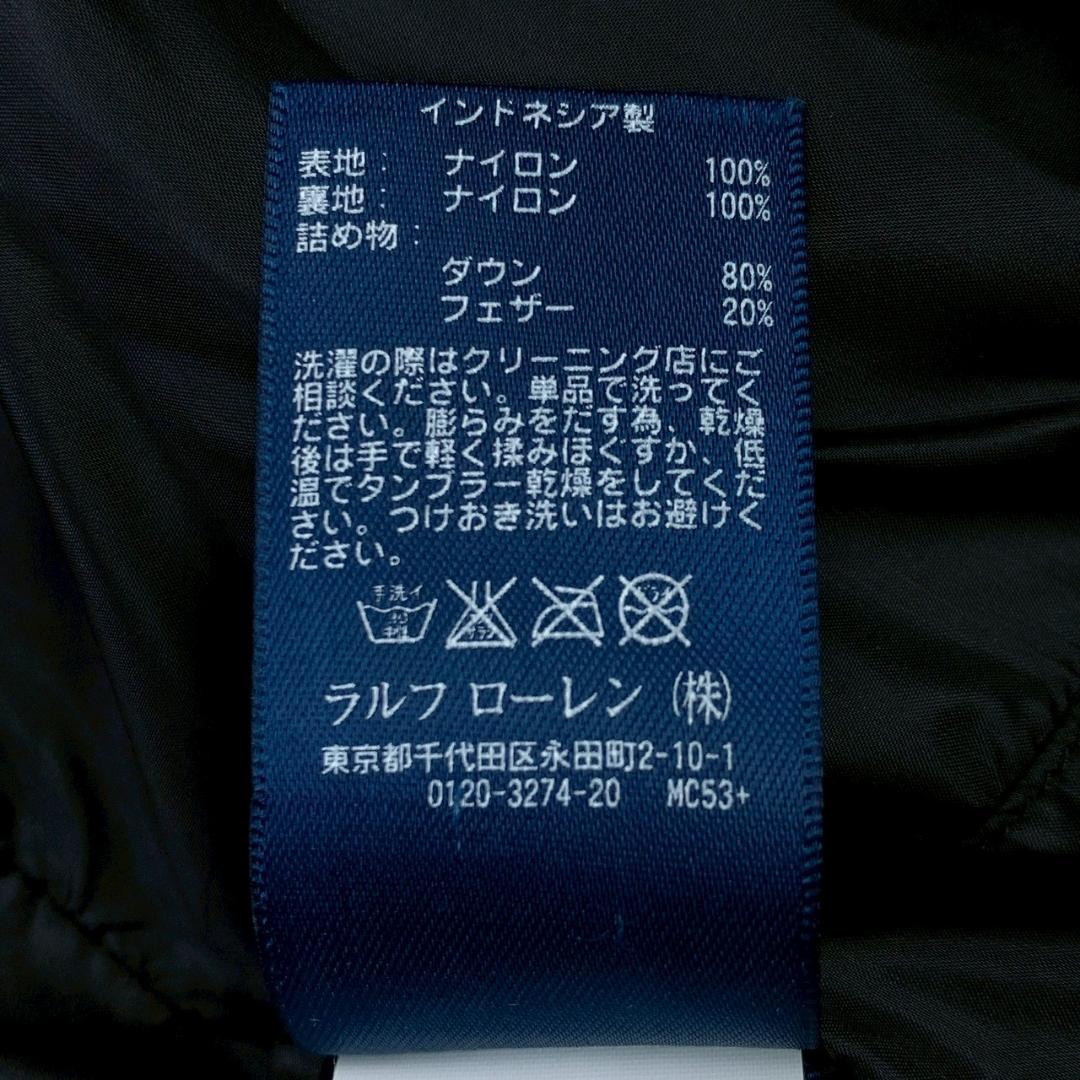 インドネシア製
表地: ナイロン 100%
裏地: ナイロン 100%
詰め物:
ダウン 80%
フェザー 20%
洗濯の際はクリーニング店にご
相談ください。単品で洗ってく
ださい。膨らみをだす為、乾燥
後は手で軽く揉みほぐすか、低
温でタンブラー乾燥をしてくだ
さい。つけおき洗いはお避けく
ださい。
手洗イ
30
ラルフ ローレン (株)
東京都千代田区永田町2-10-1
0120-3274-20 MC53+